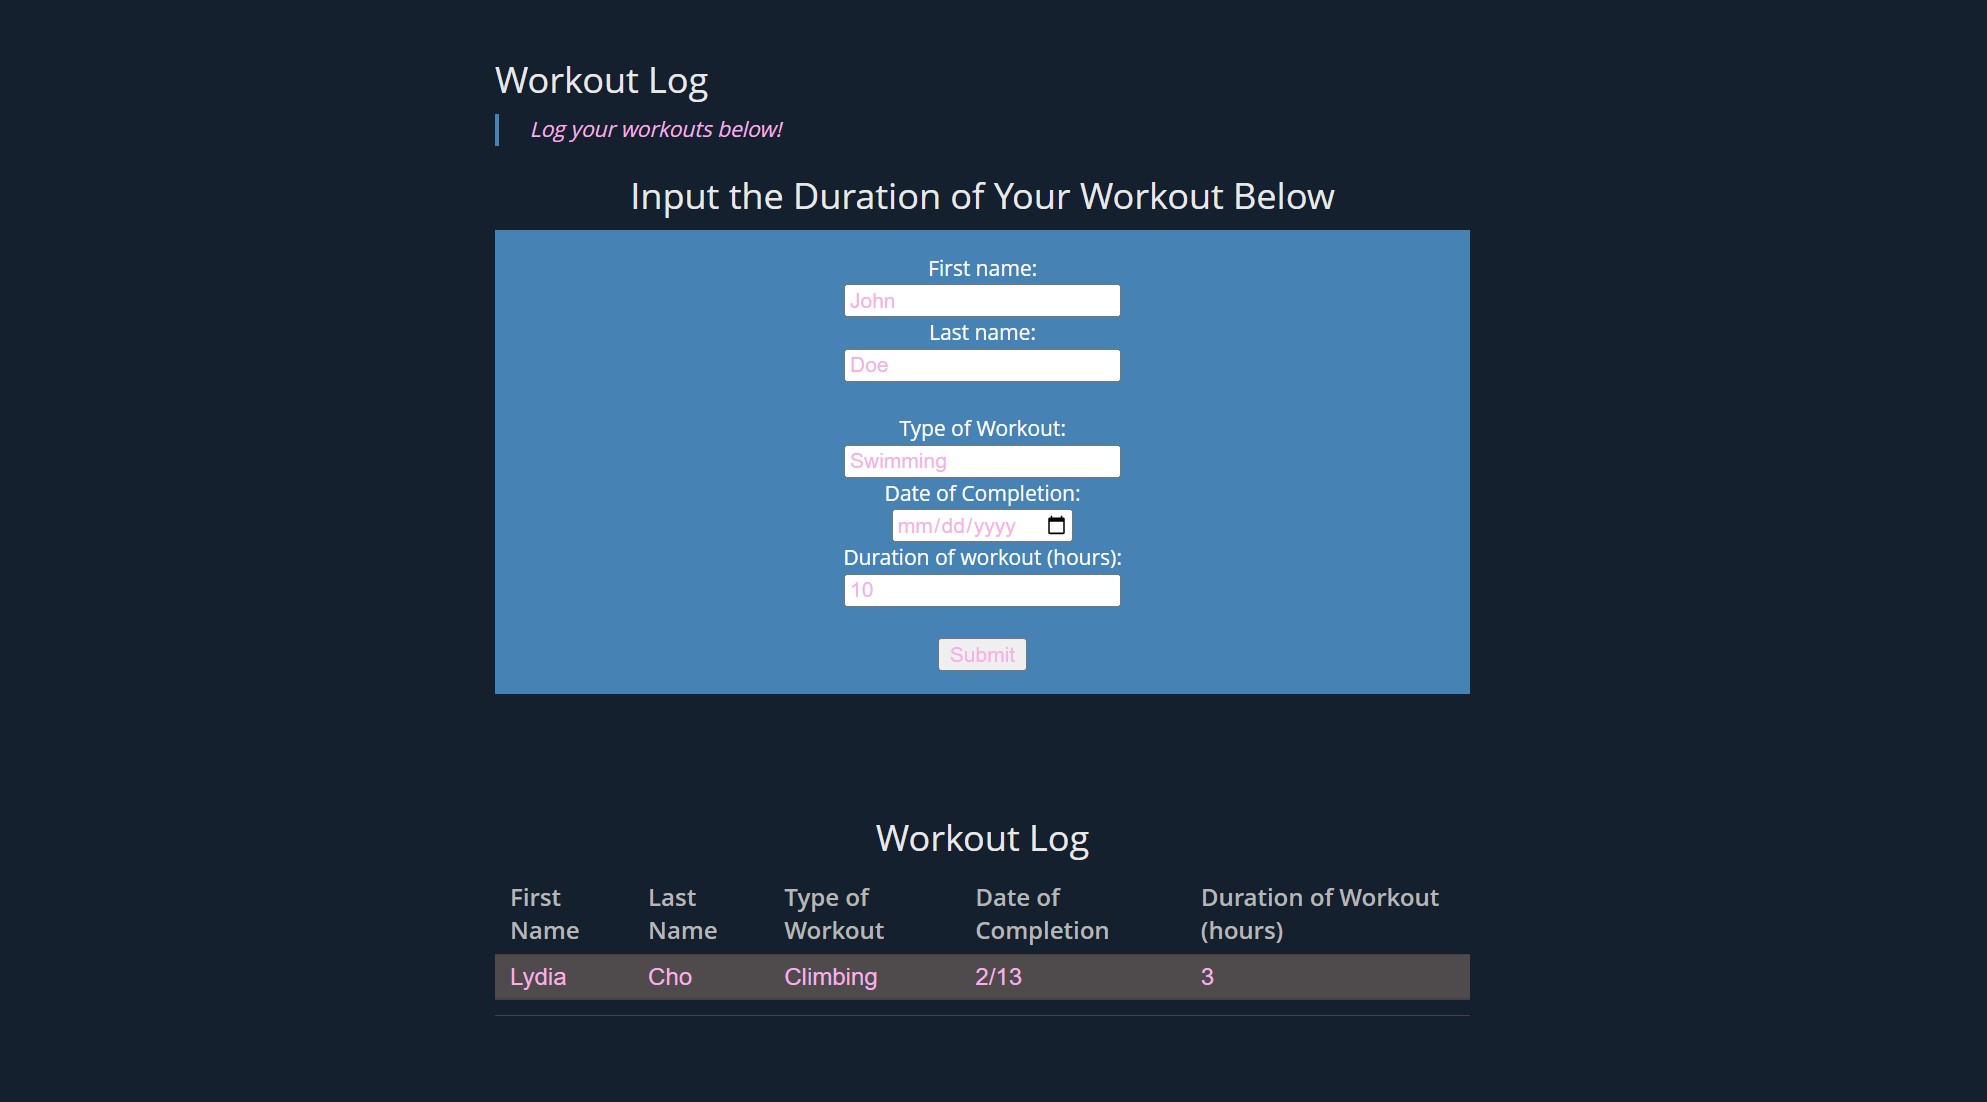 Workout Log
Log your workouts below!
Input the Duration of Your Workout Below
First name:
John
Last name:
Doe
Type of Workout:
Swimming
Date of Completion:
mm/dd/yyyy
Duration of workout (hours):
10
Submit
Workout Log
First Name Last Name Type of Workout Date of Completion Duration of Workout (hours)
Lydia Cho Climbing 2/13 3